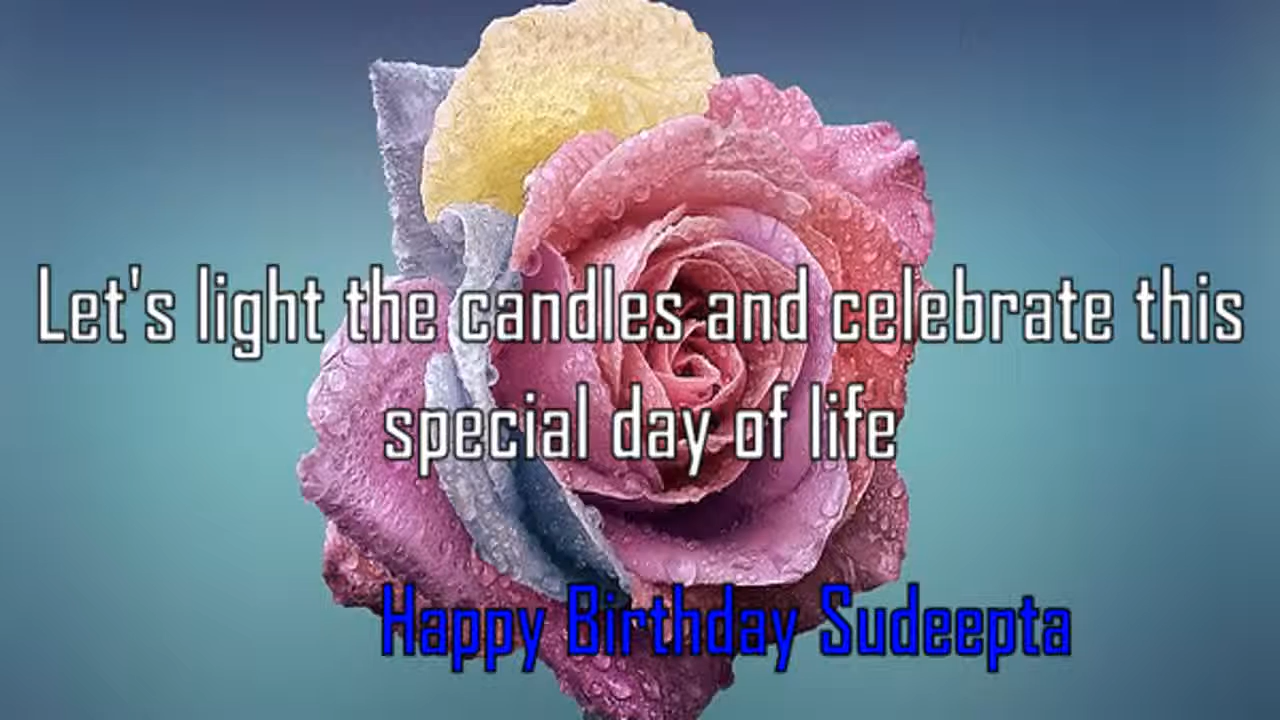 Let's light the candles and celebrate this
special day of life
Happy Birthday Sudeepta